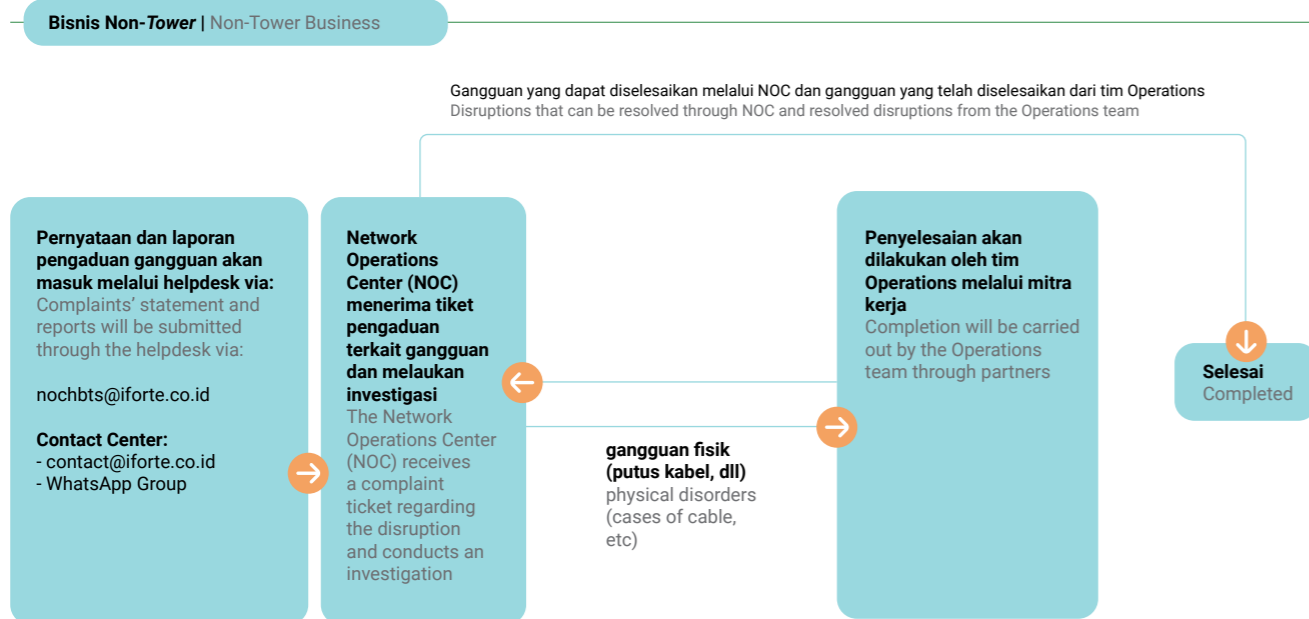 Bisnis Non-Tower | Non-Tower Business
Gangguan yang dapat diselesaikan melalui NOC dan gangguan yang telah diselesaikan dari tim Operations
Disruptions that can be resolved through NOC and resolved disruptions from the Operations team
Pernyataan dan laporan
pengaduan gangguan akan
masuk melalui helpdesk via:
Complaints’ statement and
reports will be submitted
through the helpdesk via:
nochbts@iforte.co.id
Contact Center:
- contact@iforte.co.id
- WhatsApp Group
Network
Operations
Center (NOC)
menerima tiket
pengaduan
terkait gangguan
dan melaukan
investigasi
The Network
Operations Center
(NOC) receives
a complaint
ticket regarding
the disruption
and conducts an
investigation
gangguan fisik
(putus kabel, dll)
physical disorders
(cases of cable,
etc)
Penyelesaian akan
dilakukan oleh tim
Operations melalui mitra
kerja
Completion will be carried
out by the Operations
team through partners
Selesai
Completed